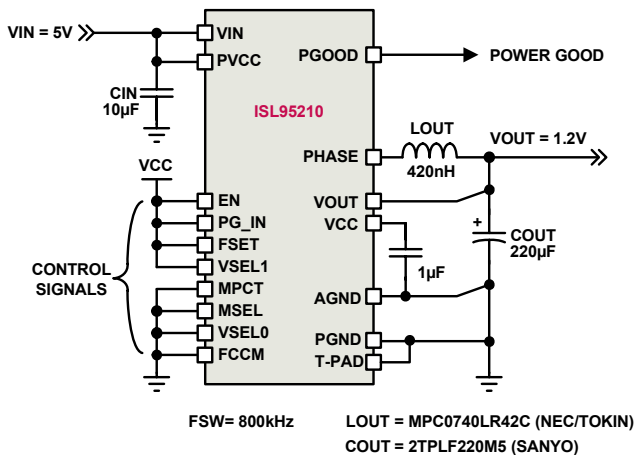 VIN = 5V
VIN
PVCC
PGOOD
POWER GOOD
CIN
10µF
ISL95210
LOUT
VOUT = 1.2V
PHASE
420nH
VCC
EN
VOUT
PG_IN
VCC
FSET
+
COUT
220µF
VSEL1
1µF
CONTROL
SIGNALS
MPCT
AGND
MSEL
VSEL0
PGND
FCCM
T-PAD
FSW= 800kHz
LOUT = MPC0740LR42C (NEC/TOKIN)
COUT = 2TPLF220M5 (SANYO)